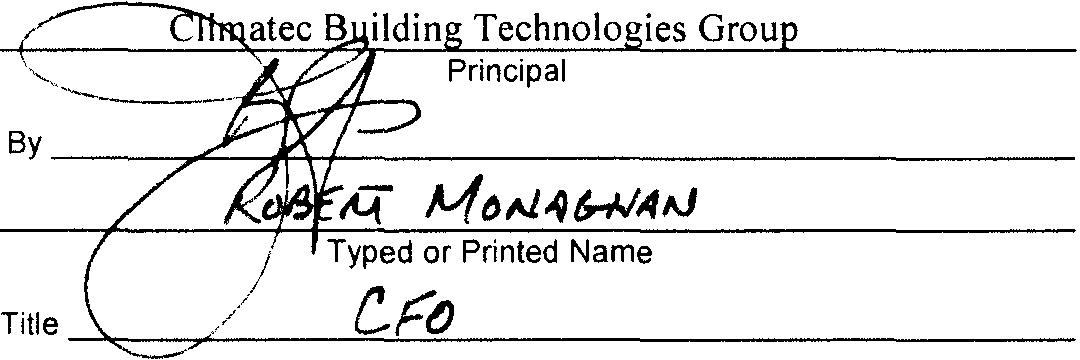 Climatec Building Technologies Group
Principal
By
ROBERT MONAGHAN
Typed or Printed Name
Title CFO